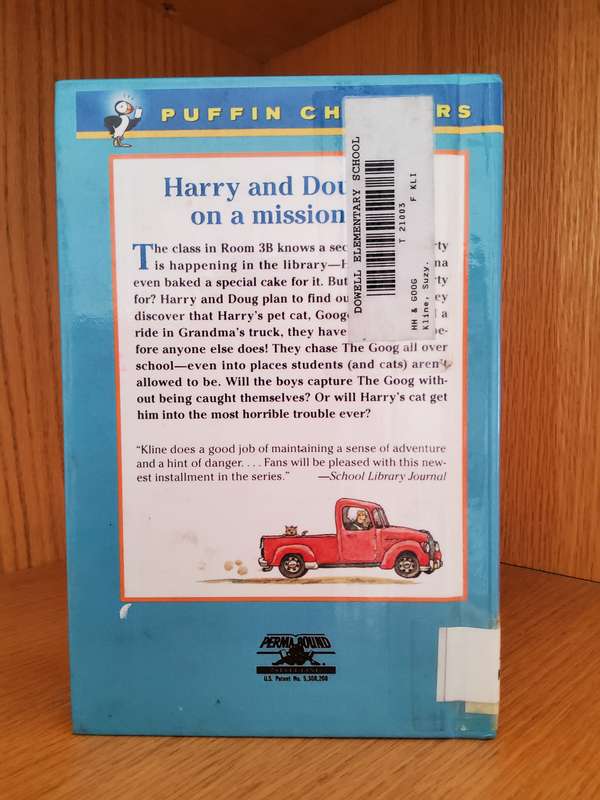 PUFFIN CH RS
Harry and Dou
on a mission
The class in Room 3B knows a sec rty
is happening in the library—H na
even baked a special cake for it. But rty
for? Harry and Doug plan to find ou ey
discover that Harry's pet cat, Goog a
ride in Grandma's truck, they have be-
fore anyone else does! They chase The Goog all over
school—even into places students (and cats) aren't
allowed to be. Will the boys capture The Goog with-
out being caught themselves? Or will Harry's cat get
him into the most horrible trouble ever?
"Kline does a good job of maintaining a sense of adventure
and a hint of danger. . . . Fans will be pleased with this new-
est installment in the series." —School Library Journal
DOWELL ELEMENTARY SCHOOL
T 21003 F KLI
HH & GOOG
Kline, Suzy.
PERMA BOUND
U.S. Patent No. 5,308,208